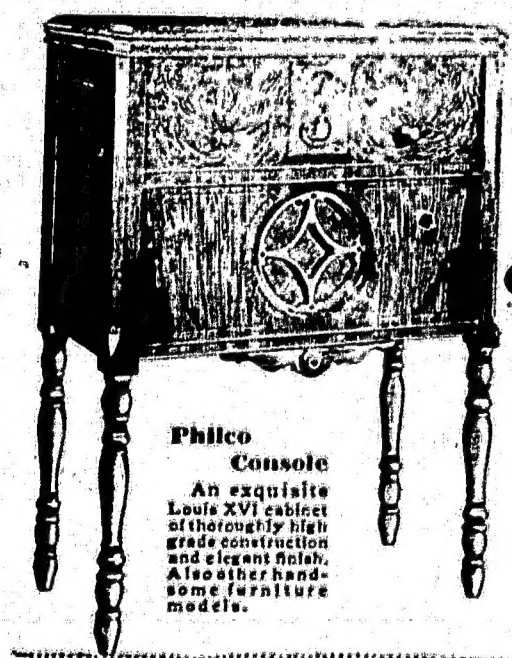 Philco
Console
An exquisite
Louis XVI cabinet
of thoroughly high
grade construction
and elegant finish.
Also other hand-
some furniture
models.